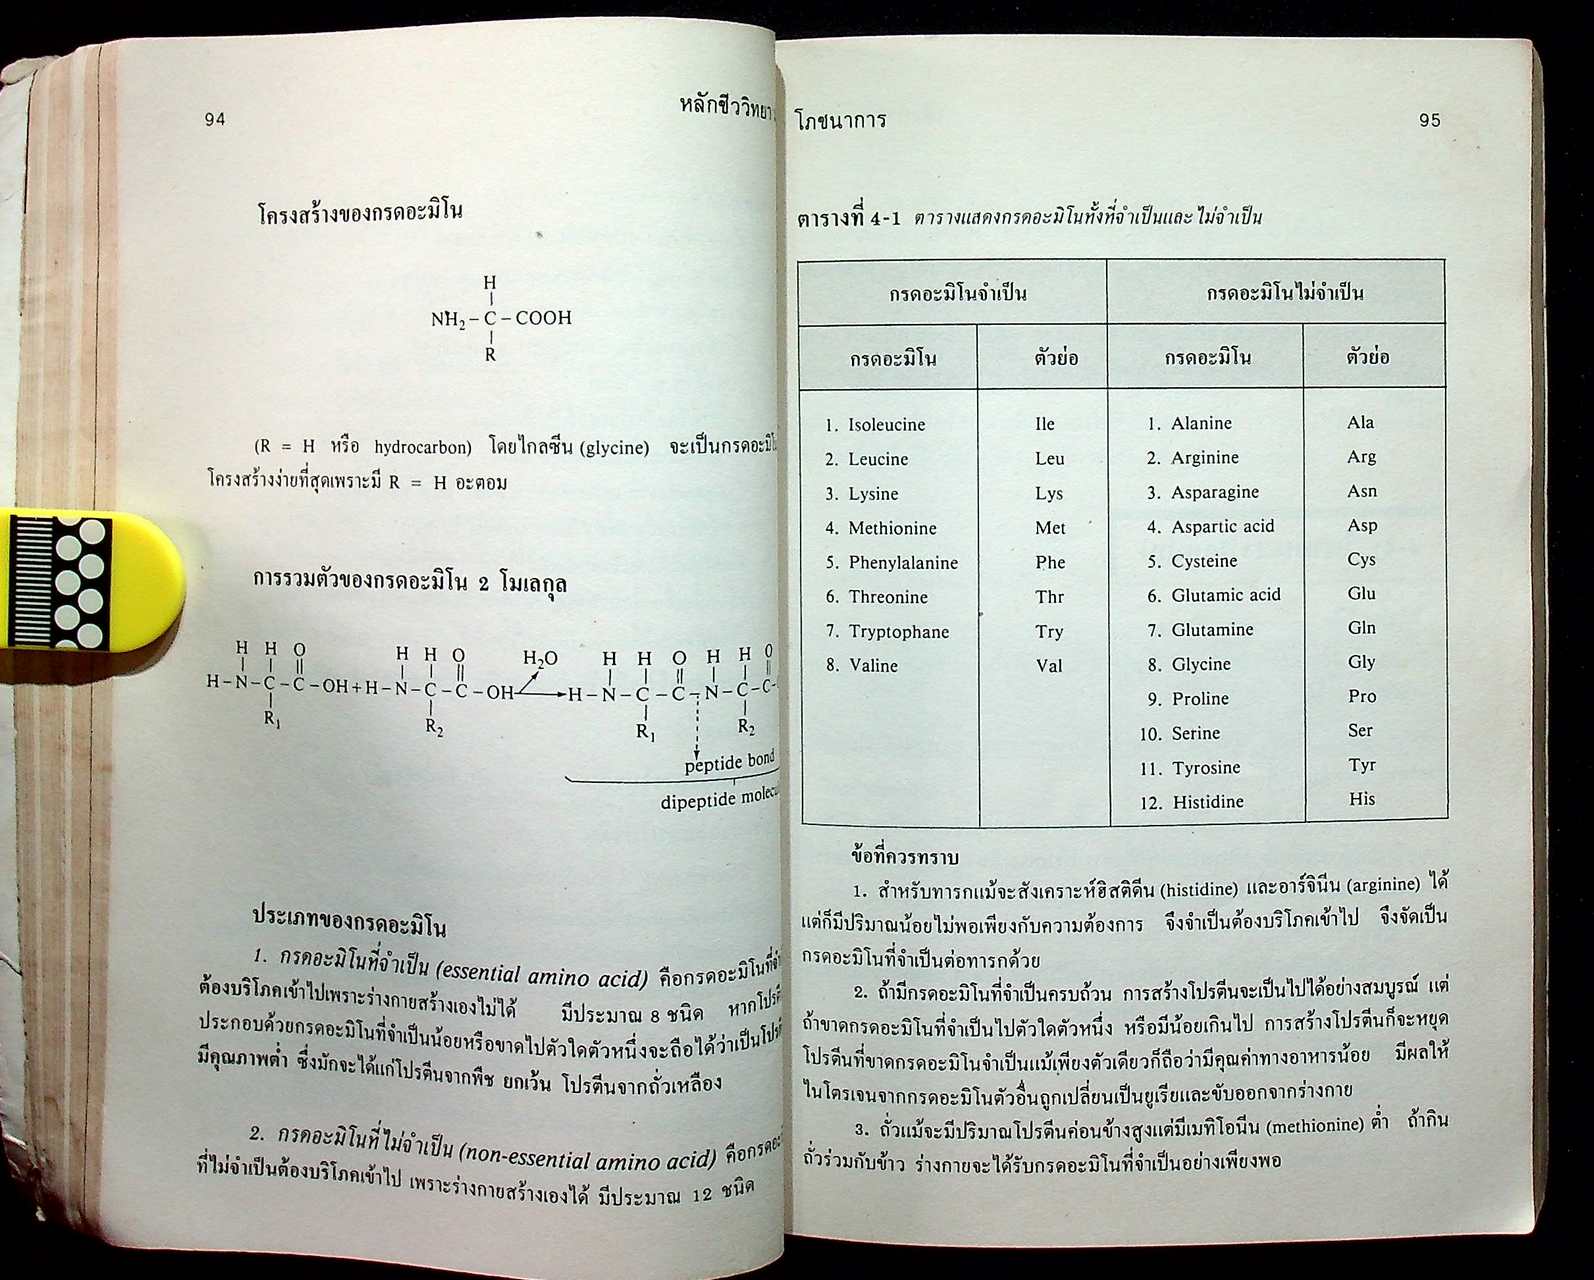 94
หลักชีววิทยา
โครงสร้างของกรดอะมิโน
H
NH₂ – C – COOH
R
(R = H หรือ hydrocarbon) โดยไกลซีน (glycine) จะเป็นกรดอะมิโน
โครงสร้างง่ายที่สุดเพราะมี R = H อะตอม
การรวมตัวของกรดอะมิโน 2 โมเลกุล
H H O H H O H₂O H H O H H O
H–N–C–C–OH+H–N–C–C–OH → H–N–C–C–N–C–C
R₁ R₂ R₁ R₂
peptide bond
dipeptide
ประเภทของกรดอะมิโน
1. กรดอะมิโนที่จำเป็น (essential amino acid) คือกรดอะมิโนที่
ต้องบริโภคเข้าไปเพราะร่างกายสร้างเองไม่ได้ มีประมาณ 8 ชนิด หาก
ประกอบด้วยกรดอะมิโนที่จำเป็นน้อยหรือขาดไปตัวใดตัวหนึ่งจะถือได้ว่าเป็น
มีคุณภาพต่ำ ซึ่งมักจะได้แก่โปรตีนจากพืช ยกเว้น โปรตีนจากถั่วเหลือง
2. กรดอะมิโนที่ไม่จำเป็น (non-essential amino acid) คือ
ที่ไม่จำเป็นต้องบริโภคเข้าไป เพราะร่างกายสร้างเองได้ มีประมาณ 12 ชนิด
โภชนาการ
95
ตารางที่ 4-1 ตารางแสดงกรดอะมิโนทั้งที่จำเป็นและไม่จำเป็น
กรดอะมิโนจำเป็น กรดอะมิโนไม่จำเป็น
กรดอะมิโน ตัวย่อ กรดอะมิโน ตัวย่อ
1. Isoleucine Ile 1. Alanine Ala
2. Leucine Leu 2. Arginine Arg
3. Lysine Lys 3. Asparagine Asn
4. Methionine Met 4. Aspartic acid Asp
5. Phenylalanine Phe 5. Cysteine Cys
6. Threonine Thr 6. Glutamic acid Glu
7. Tryptophane Try 7. Glutamine Gln
8. Valine Val 8. Glycine Gly
9. Proline Pro
10. Serine Ser
11. Tyrosine Tyr
12. Histidine His
ข้อที่ควรทราบ
1. สำหรับทารกแม้จะสังเคราะห์ฮิสติดีน (histidine) และอาร์จินีน (arginine) ได้
แต่ก็มีปริมาณน้อยไม่พอเพียงกับความต้องการ จึงจำเป็นต้องบริโภคเข้าไป จึงจัดเป็น
กรดอะมิโนที่จำเป็นต่อทารกด้วย
2. ถ้ามีกรดอะมิโนที่จำเป็นครบถ้วน การสร้างโปรตีนจะเป็นไปได้อย่างสมบูรณ์ แต่
ถ้าขาดกรดอะมิโนที่จำเป็นไปตัวใดตัวหนึ่ง หรือมีน้อยเกินไป การสร้างโปรตีนก็จะหยุด
โปรตีนที่ขาดกรดอะมิโนจำเป็นแม้เพียงตัวเดียวก็ถือว่ามีคุณค่าทางอาหารน้อย มีผลให้
ไนโตรเจนจากกรดอะมิโนตัวอื่นถูกเปลี่ยนเป็นยูเรียและขับออกจากร่างกาย
3. ถั่วแม้จะมีปริมาณโปรตีนค่อนข้างสูงแต่มีเมทิโอนีน (methionine) ต่ำ ถ้ากิน
ถั่วร่วมกับข้าว ร่างกายจะได้รับกรดอะมิโนที่จำเป็นอย่างเพียงพอ